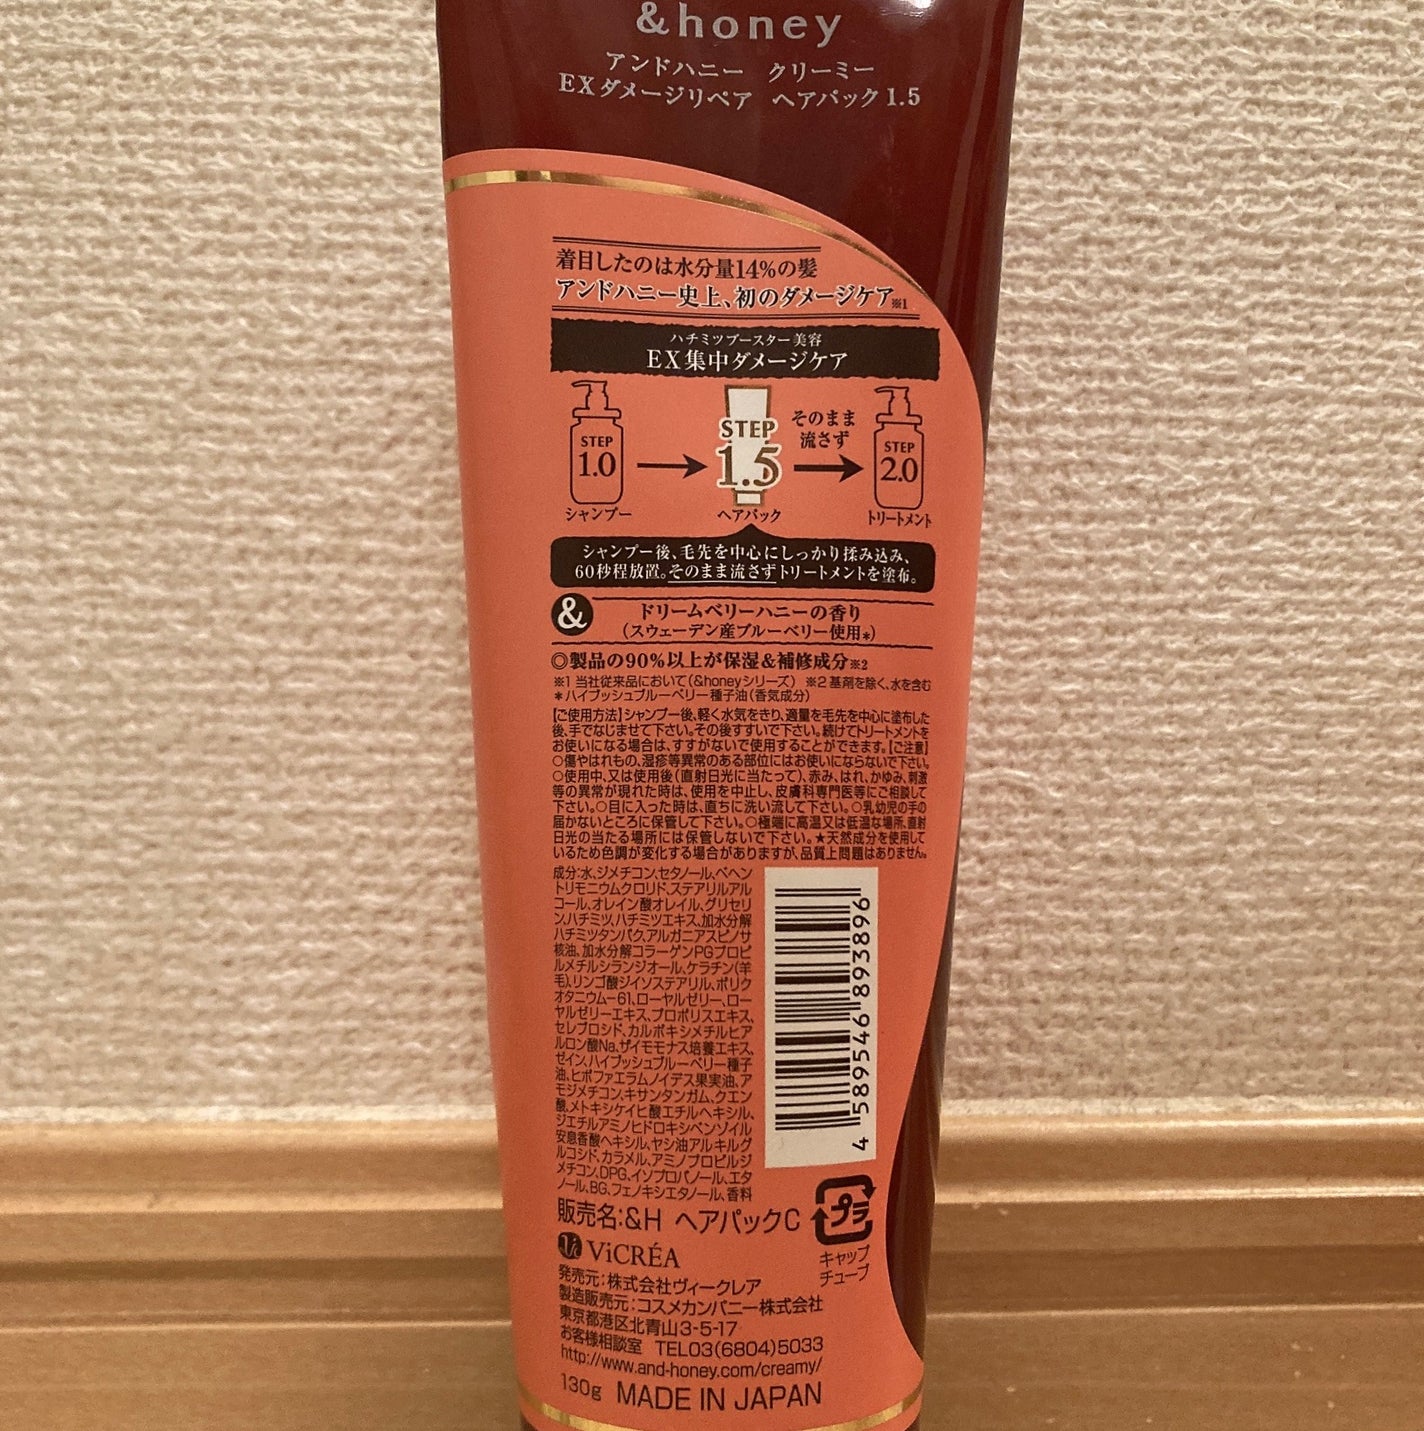 &honey
アンドハニー クリーミー
EXダメージリペア ヘアパック1.5
着目したのは水分量14%の髪
アンドハニー史上、初のダメージケア※1
ハチミツブースター美容
EX集中ダメージケア
STEP 1.0
シャンプー
STEP 1.5
ヘアパック
そのまま
流さず
STEP 2.0
トリートメント
シャンプー後、毛先を中心にしっかり揉み込み、
60秒程放置。そのまま流さずトリートメントを塗布。
& ドリームベリーハニーの香り
(スウェーデン産ブルーベリー使用*)
◎製品の90%以上が保湿&補修成分※2
※1 当社従来品において(&honeyシリーズ) ※2 基剤を除く、水を含む
*ハイブッシュブルーベリー種子油(香気成分)
【ご使用方法】シャンプー後、軽く水気をきり、適量を毛先を中心に塗布した
後、手でなじませて下さい。その後すすいで下さい。続けてトリートメントを
お使いになる場合は、すすがないで使用することができます。【ご注意】
○傷やはれもの、湿疹等異常のある部位にはお使いにならないで下さい。
○使用中、又は使用後(直射日光に当たって)、赤み、はれ、かゆみ、刺激
等の異常が現れた時は、使用を中止し、皮膚科専門医等にご相談して
下さい。○目に入った時は、直ちに洗い流して下さい。○乳幼児の手の
届かないところに保管して下さい。○極端に高温又は低温な場所、直射
日光の当たる場所には保管しないで下さい。★天然成分を使用して
いるため色調が変化する場合がありますが、品質上問題はありません。
成分:水、ジメチコン、セタノール、ベヘン
トリモニウムクロリド、ステアリルアル
コール、オレイン酸オレイル、グリセリ
ン、ハチミツ、ハチミツエキス、加水分解
ハチミツタンパク、アルガニアスピノサ
核油、加水分解コラーゲンPGプロピ
ルメチルシランジオール、ケラチン(羊
毛)、リンゴ酸ジイソステアリル、ポリク
オタニウム-61、ローヤルゼリー、ロー
ヤルゼリーエキス、プロポリスエキス、
セレブロシド、カルボキシメチルヒア
ルロン酸Na、ザイモモナス培養エキス、
ゼイン、ハイブッシュブルーベリー種子
油、ヒポファエラムノイデス果実油、ア
モジメチコン、キサンタンガム、クエン
酸、メトキシケイヒ酸エチルヘキシル、
ジエチルアミノヒドロキシベンゾイル
安息香酸ヘキシル、ヤシ油アルキルグ
ルコシド、カラメル、アミノプロピルジ
メチコン、DPG、イソプロパノール、エタ
ノール、BG、フェノキシエタノール、香料
4 589546 893896
販売名:&H ヘアパックC
プラ
キャップ
チューブ
ViCRÉA
発売元:株式会社ヴィークレア
製造販売元:コスメカンパニー株式会社
東京都港区北青山3-5-17
お客様相談室 TEL03(6804)5033
http://www.and-honey.com/creamy/
130g MADE IN JAPAN